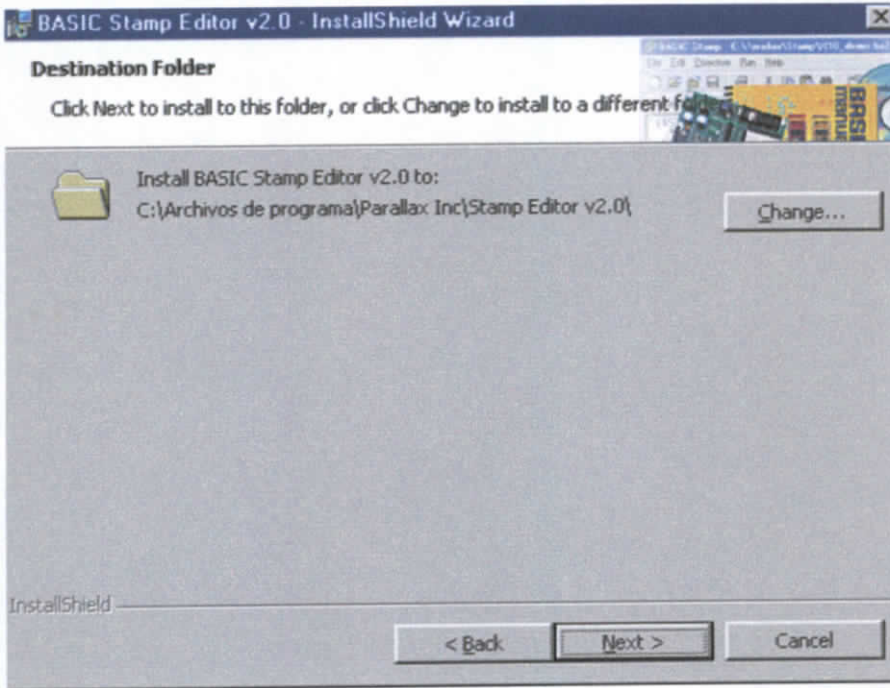 BASIC Stamp Editor v2.0 - InstallShield Wizard
Destination Folder
Click Next to install to this folder, or click Change to install to a different folder
Install BASIC Stamp Editor v2.0 to:
C:\Archivos de programa\Parallax Inc\Stamp Editor v2.0\
Change...
InstallShield
< Back
Next >
Cancel